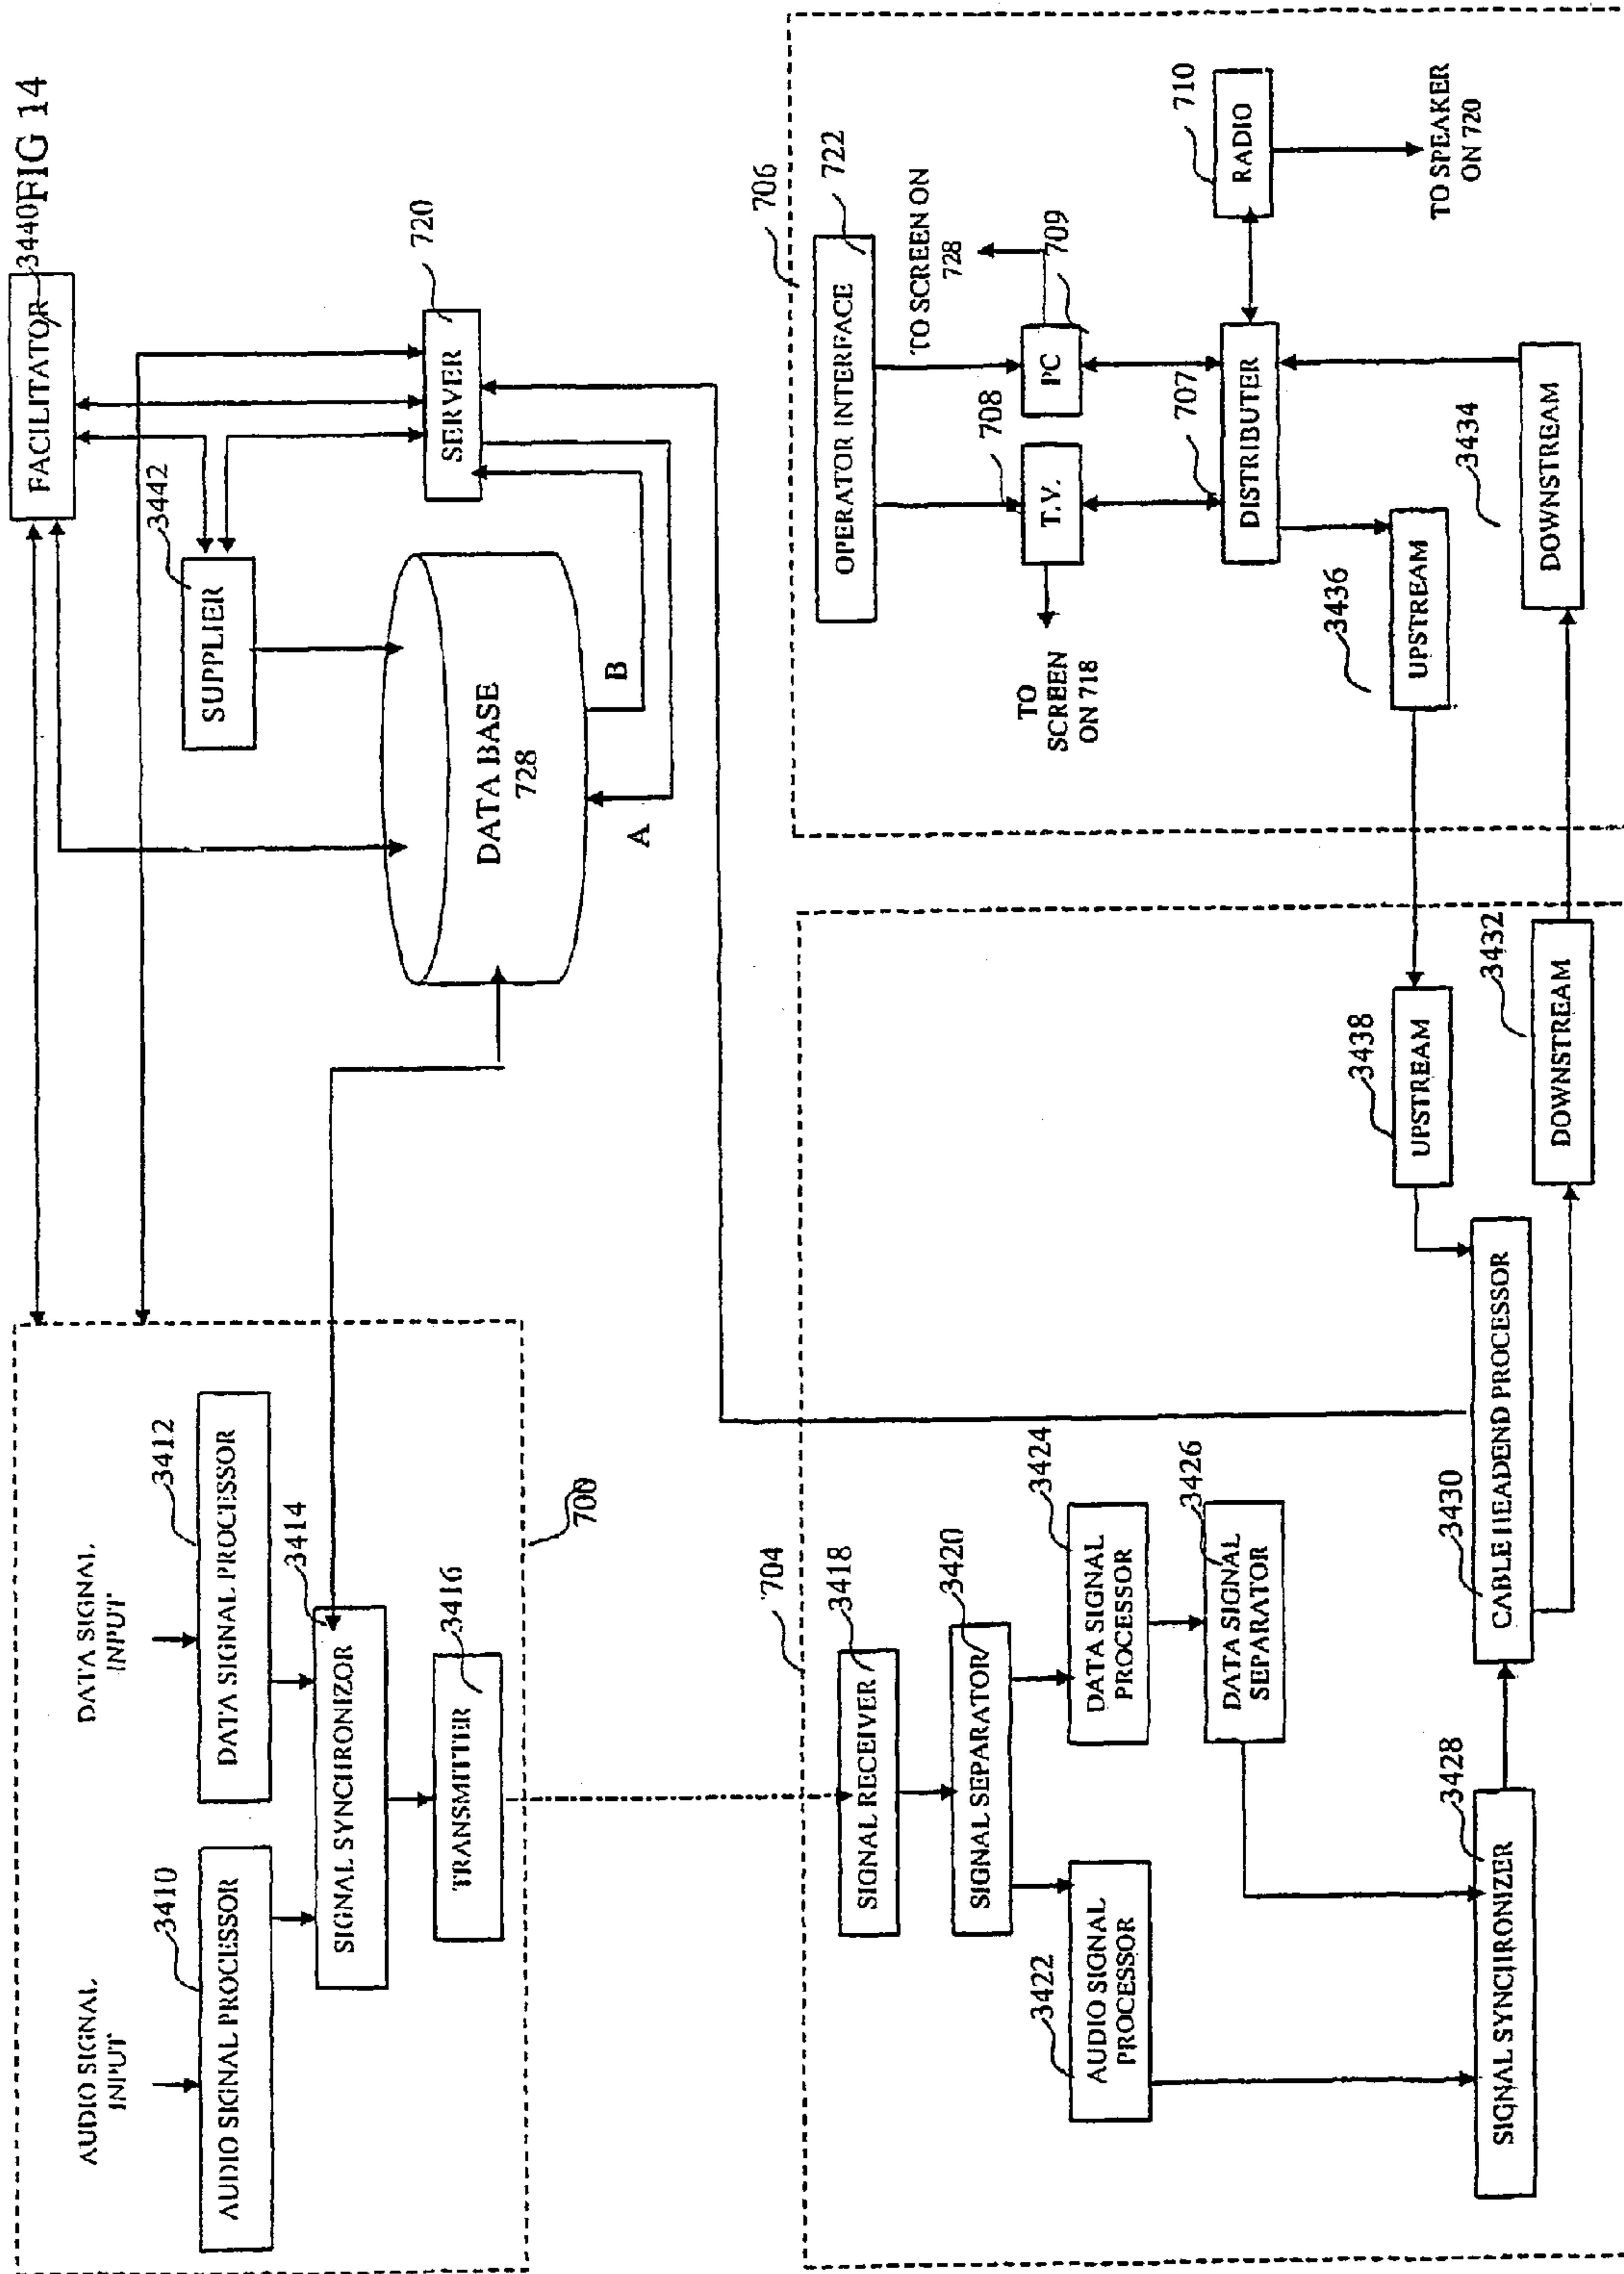 FIG 14
AUDIO SIGNAL
INPUT
DATA SIGNAL
INPUT
3410
AUDIO SIGNAL PROCESSOR
3412
DATA SIGNAL PROCESSOR
3414
SIGNAL SYNCHRONIZOR
3416
TRANSMITTER
700
3440
FACILITATOR
3442
SUPPLIER
DATA BASE
728
A
B
720
SERVER
704
3418
SIGNAL RECEIVER
3420
SIGNAL SEPARATOR
3422
AUDIO SIGNAL
PROCESSOR
3424
DATA SIGNAL
PROCESSOR
3426
DATA SIGNAL
SEPARATOR
3428
SIGNAL SYNCHRONIZER
3430
CABLE HEADEND PROCESSOR
3438
UPSTREAM
3432
DOWNSTREAM
706
722
OPERATOR INTERFACE
TO SCREEN ON
728
708
T.V.
709
PC
TO
SCREEN
ON 718
710
RADIO
707
DISTRIBUTER
TO SPEAKER
ON 720
3436
UPSTREAM
3434
DOWNSTREAM